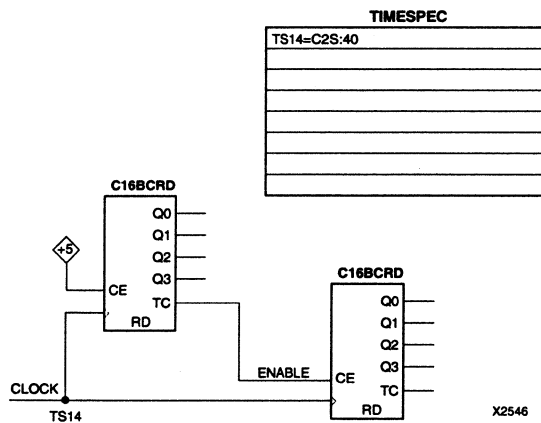 TIMESPEC
TS14=C2S:40
C16BCRD
Q0
Q1
Q2
Q3
TC
CE
RD
+5
C16BCRD
Q0
Q1
Q2
Q3
TC
CE
RD
ENABLE
CLOCK
TS14
X2546